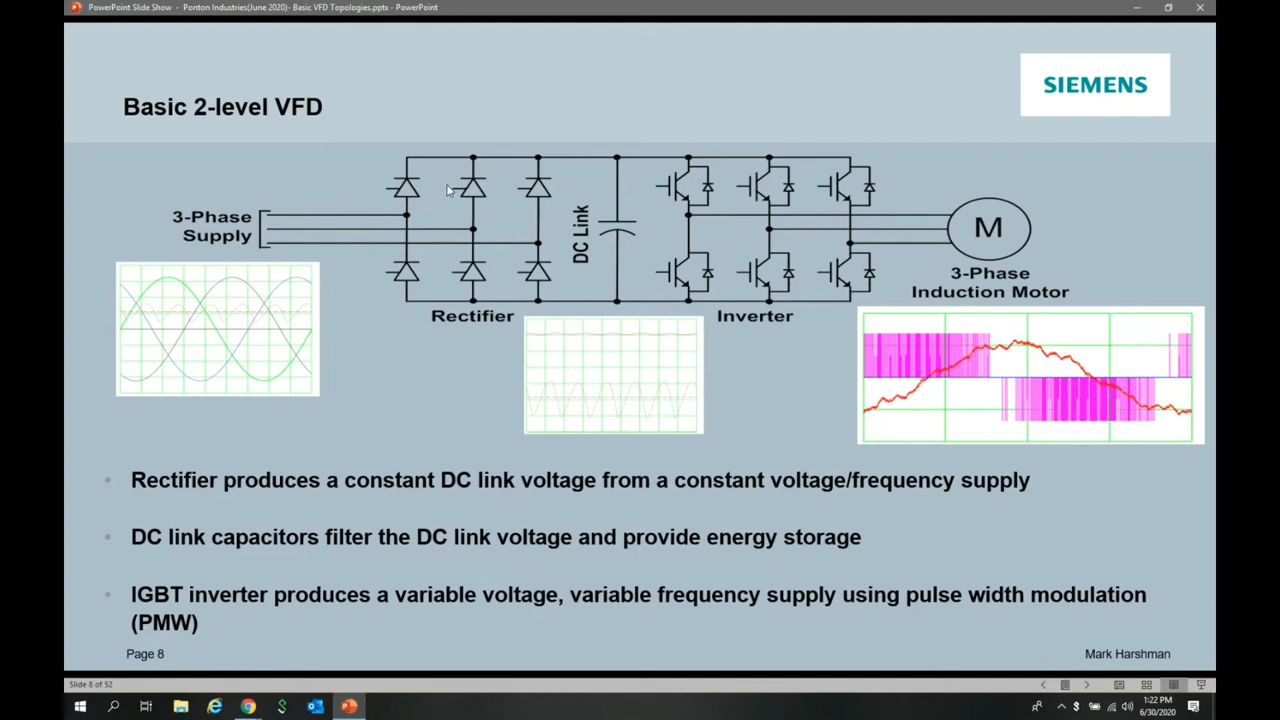 PowerPoint Slide Show - Ponton Industries(June 2020)- Basic VFD Topologies.pptx - PowerPoint
SIEMENS
Basic 2-level VFD
3-Phase
Supply
DC Link
M
3-Phase
Induction Motor
Rectifier
Inverter
Rectifier produces a constant DC link voltage from a constant voltage/frequency supply
DC link capacitors filter the DC link voltage and provide energy storage
IGBT inverter produces a variable voltage, variable frequency supply using pulse width modulation
(PMW)
Page 8
Mark Harshman
Slide 8 of 52
1:22 PM
6/30/2020